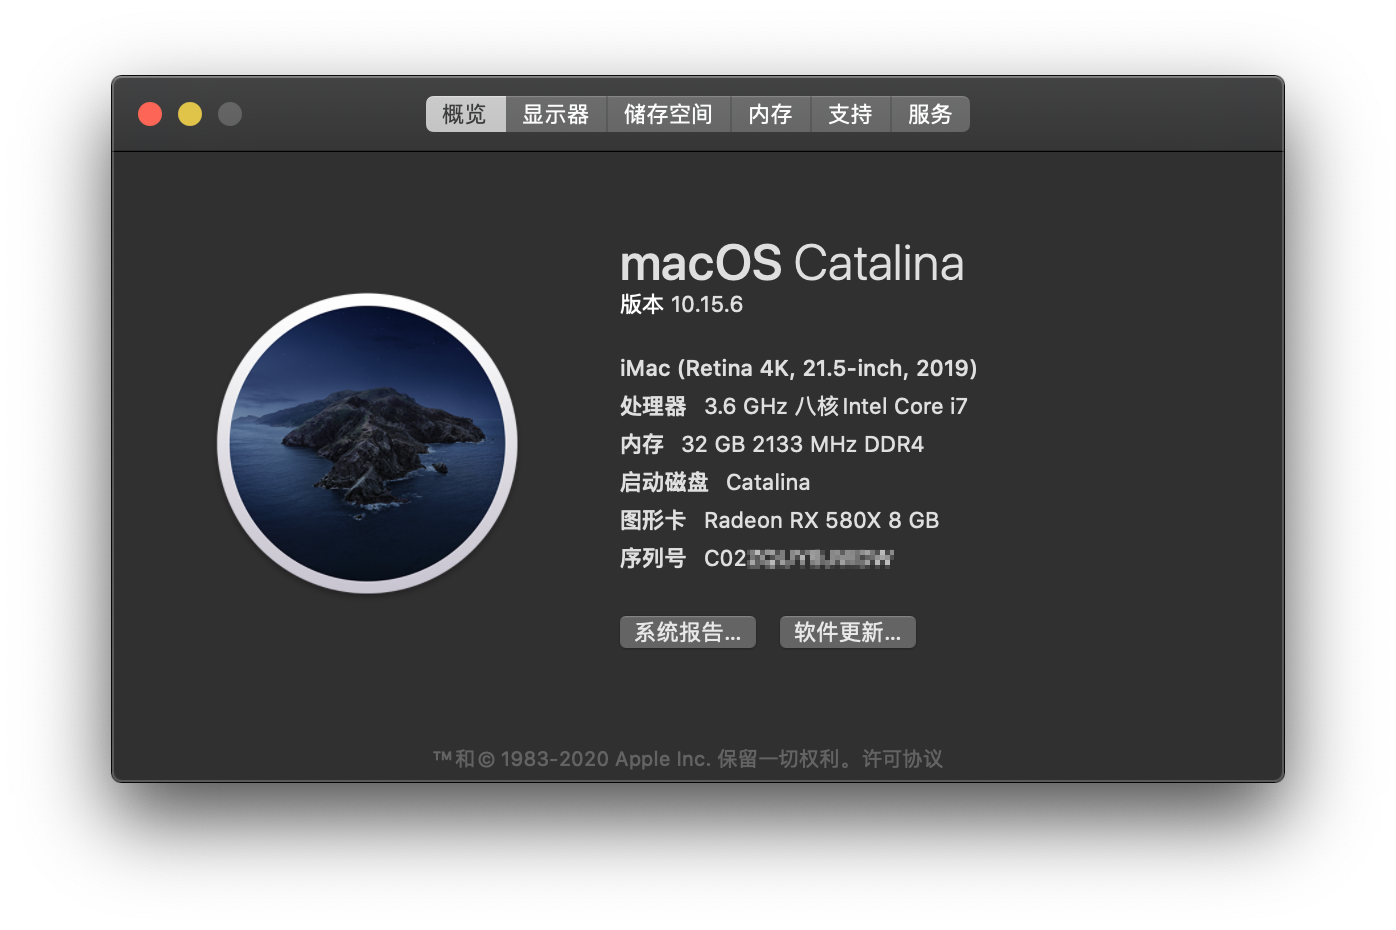 概览 显示器 储存空间 内存 支持 服务
macOS Catalina
版本 10.15.6
iMac (Retina 4K, 21.5-inch, 2019)
处理器 3.6 GHz 八核Intel Core i7
内存 32 GB 2133 MHz DDR4
启动磁盘 Catalina
图形卡 Radeon RX 580X 8 GB
序列号 C02
系统报告... 软件更新...
™和© 1983-2020 Apple Inc. 保留一切权利。许可协议